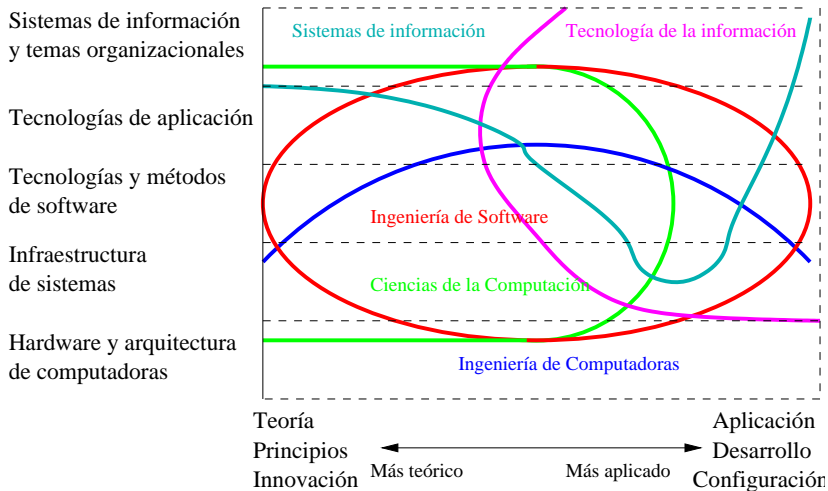 Sistemas de información
y temas organizacionales
Sistemas de información
Tecnología de la información
Tecnologías de aplicación
Tecnologías y métodos
de software
Ingeniería de Software
Infraestructura
de sistemas
Ciencias de la Computación
Hardware y arquitectura
de computadoras
Ingeniería de Computadoras
Teoría
Principios
Innovación
Más teórico
Más aplicado
Aplicación
Desarrollo
Configuración